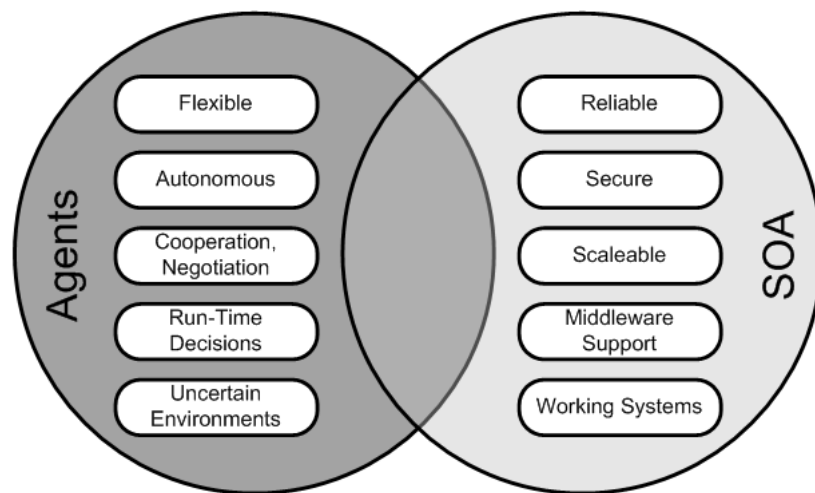 Agents
Flexible
Autonomous
Cooperation,
Negotiation
Run-Time
Decisions
Uncertain
Environments
Reliable
Secure
Scaleable
Middleware
Support
Working Systems
SOA